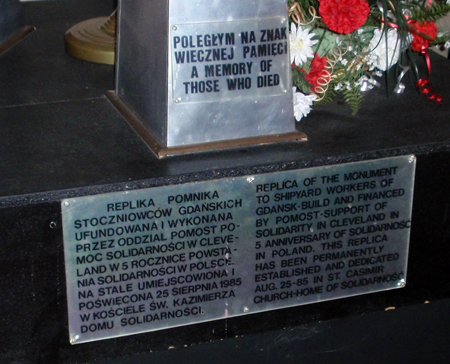 POLEGŁYM NA ZNAK
WIECZNEJ PAMIĘCI
A MEMORY OF
THOSE WHO DIED
REPLIKA POMNIKA
STOCZNIOWCÓW GDAŃSKICH
UFUNDOWANA I WYKONANA
PRZEZ ODDZIAŁ POMOST PO-
MOC SOLIDARNOŚCI W CLEVE-
LAND W 5 ROCZNICĘ POWSTA-
NIA SOLIDARNOŚCI W POLSCE.
NA STAŁE UMIEJSCOWIONA I
POŚWIĘCONA 25 SIERPNIA 1985
W KOŚCIELE ŚW. KAZIMIERZA
DOMU SOLIDARNOŚCI.
REPLICA OF THE MONUMENT
TO SHIPYARD WORKERS OF
GDANSK-BUILD AND FINANCED
BY POMOST-SUPPORT OF
SOLIDARITY IN CLEVELAND IN
5 ANNIVERSARY OF SOLIDARNOŚĆ
IN POLAND. THIS REPLICA
HAS BEEN PERMANENTLY
ESTABLISHED AND DEDICATED
AUG.25-85 IN ST. CASIMIR
CHURCH-HOME OF SOLIDARNOŚĆ